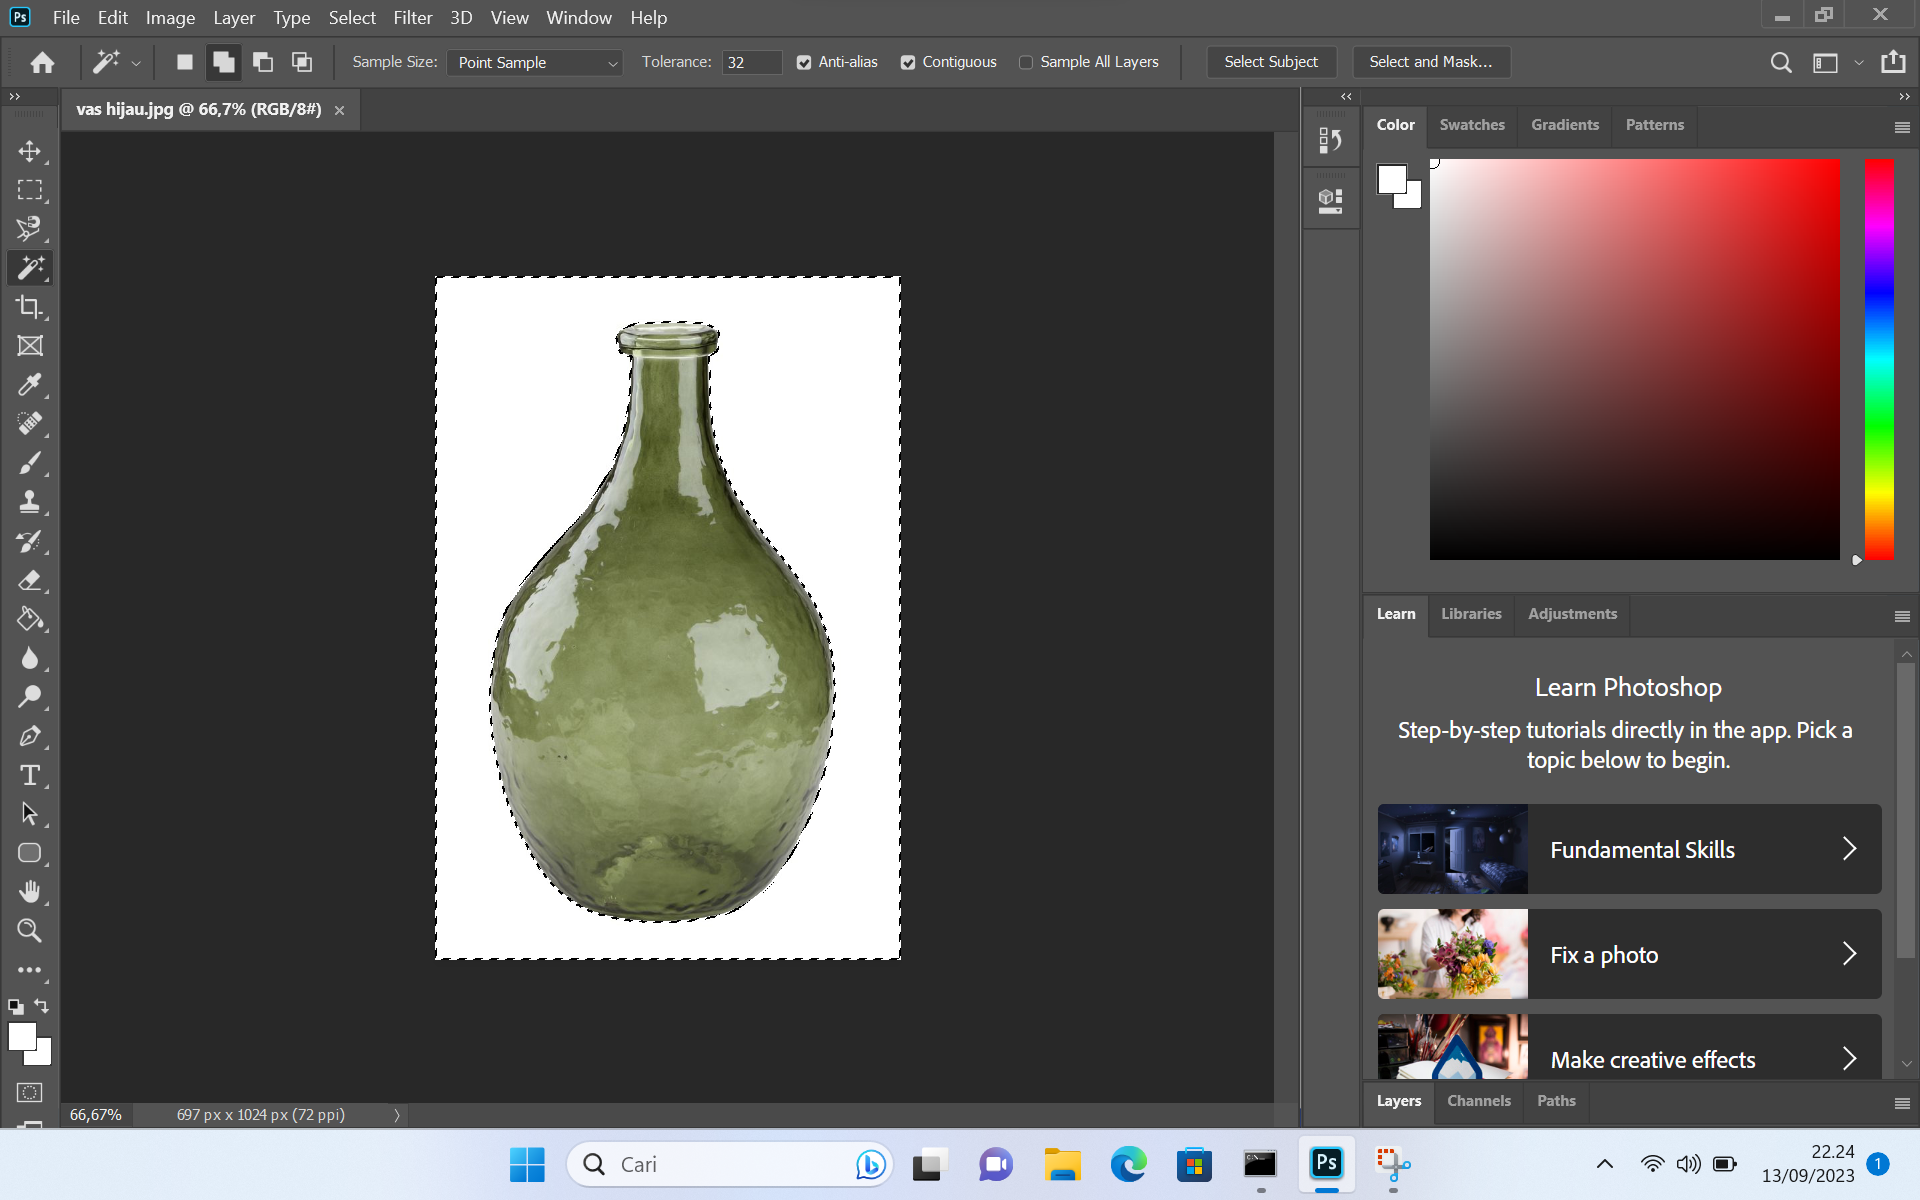 Ps File Edit Image Layer Type Select Filter 3D View Window Help
Sample Size: Point Sample Tolerance: 32 Anti-alias Contiguous Sample All Layers Select Subject Select and Mask...
vas hijau.jpg @ 66,7% (RGB/8#)
Color Swatches Gradients Patterns
Learn Libraries Adjustments
Learn Photoshop
Step-by-step tutorials directly in the app. Pick a
topic below to begin.
Fundamental Skills
Fix a photo
Make creative effects
Layers Channels Paths
66,67% 697 px x 1024 px (72 ppi)
Cari
Ps
22.24
13/09/2023
1